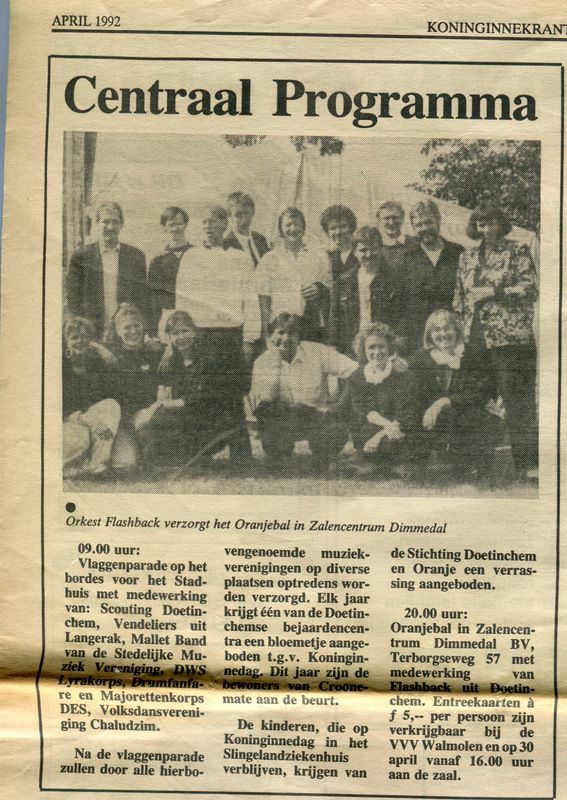 APRIL 1992
KONINGINNEKRANT
Centraal Programma
Orkest Flashback verzorgt het Oranjebal in Zalencentrum Dimmedal
09.00 uur:
Vlaggenparade op het
bordes voor het Stad-
huis met medewerking
van: Scouting Doetin-
chem, Vendeliers uit
Langerak, Mallet Band
van de Stedelijke Mu-
ziek Vereniging, DWS
Lyrakorps, Drumfanfa-
re en Majorettenkorps
DES, Volksdansvereni-
ging Chaludzim.
Na de vlaggenparade
zullen door alle hierbo-
vengenoemde muziek-
verenigingen op diverse
plaatsen optredens wor-
den verzorgd. Elk jaar
krijgt één van de Doetin-
chemse bejaardencen-
tra een bloemetje aange-
boden t.g.v. Koningin-
nedag. Dit jaar zijn de
bewoners van Croone-
mate aan de beurt.
De kinderen, die op
Koninginnedag in het
Slingelandziekenhuis
verblijven, krijgen van
de Stichting Doetinchem
en Oranje een verras-
sing aangeboden.
20.00 uur:
Oranjebal in Zalencen-
trum Dimmedal BV,
Terborgseweg 57 met
medewerking van
Flashback uit Doetin-
chem. Entreekaarten à
ƒ 5,-- per persoon zijn
verkrijgbaar bij de
VVV Walmolen en op 30
april vanaf 16.00 uur
aan de zaal.